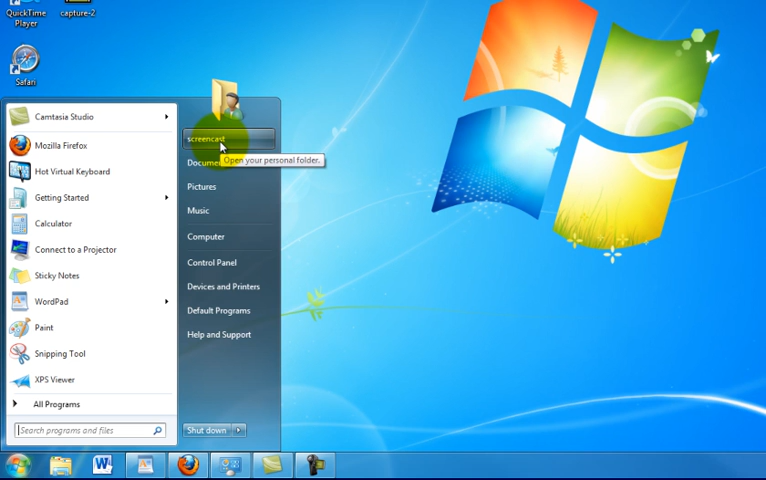 QuickTime
Player
capture-2
Safari
Camtasia Studio
Mozilla Firefox
Hot Virtual Keyboard
Getting Started
Calculator
Connect to a Projector
Sticky Notes
WordPad
Paint
Snipping Tool
XPS Viewer
All Programs
Search programs and files
screencast
Open your personal folder.
Pictures
Music
Computer
Control Panel
Devices and Printers
Default Programs
Help and Support
Shut down